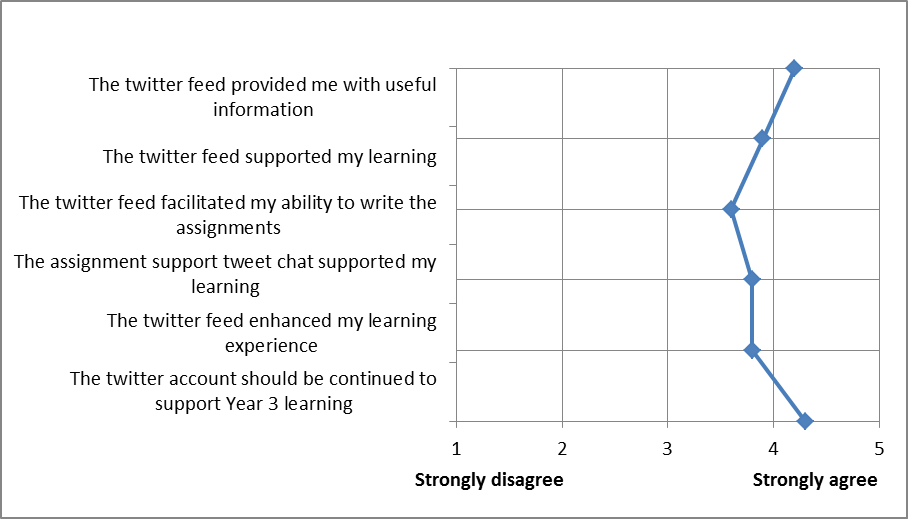 The twitter feed provided me with useful
information
The twitter feed supported my learning
The twitter feed facilitated my ability to write the
assignments
The assignment support tweet chat supported my
learning
The twitter feed enhanced my learning
experience
The twitter account should be continued to
support Year 3 learning
1 2 3 4 5
Strongly disagree Strongly agree